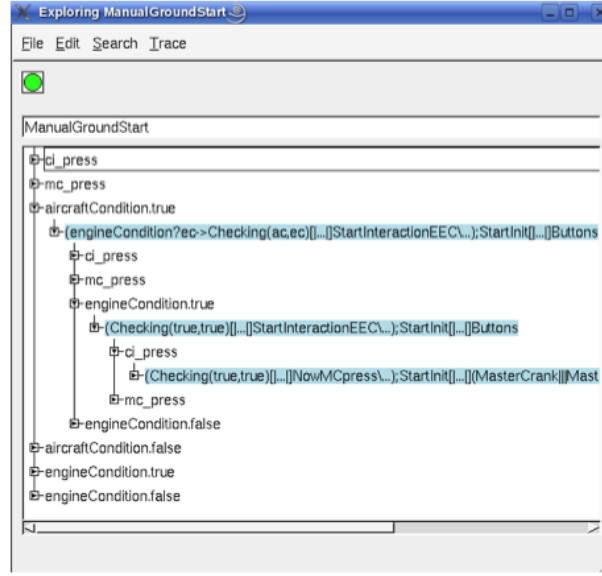 Exploring ManualGroundStart
File Edit Search Trace
ManualGroundStart
ci_press
mc_press
aircraftCondition.true
(engineCondition?ec->Checking(ac,ec)[|...|]StartInteractionEEC\...);StartInit[|...|]Buttons
ci_press
mc_press
engineCondition.true
(Checking(true,true)[|...|]StartInteractionEEC\...);StartInit[|...|]Buttons
ci_press
(Checking(true,true)[|...|]NowMCpress\...);StartInit[|...|](MasterCrank|||Mast
mc_press
engineCondition.false
aircraftCondition.false
engineCondition.true
engineCondition.false